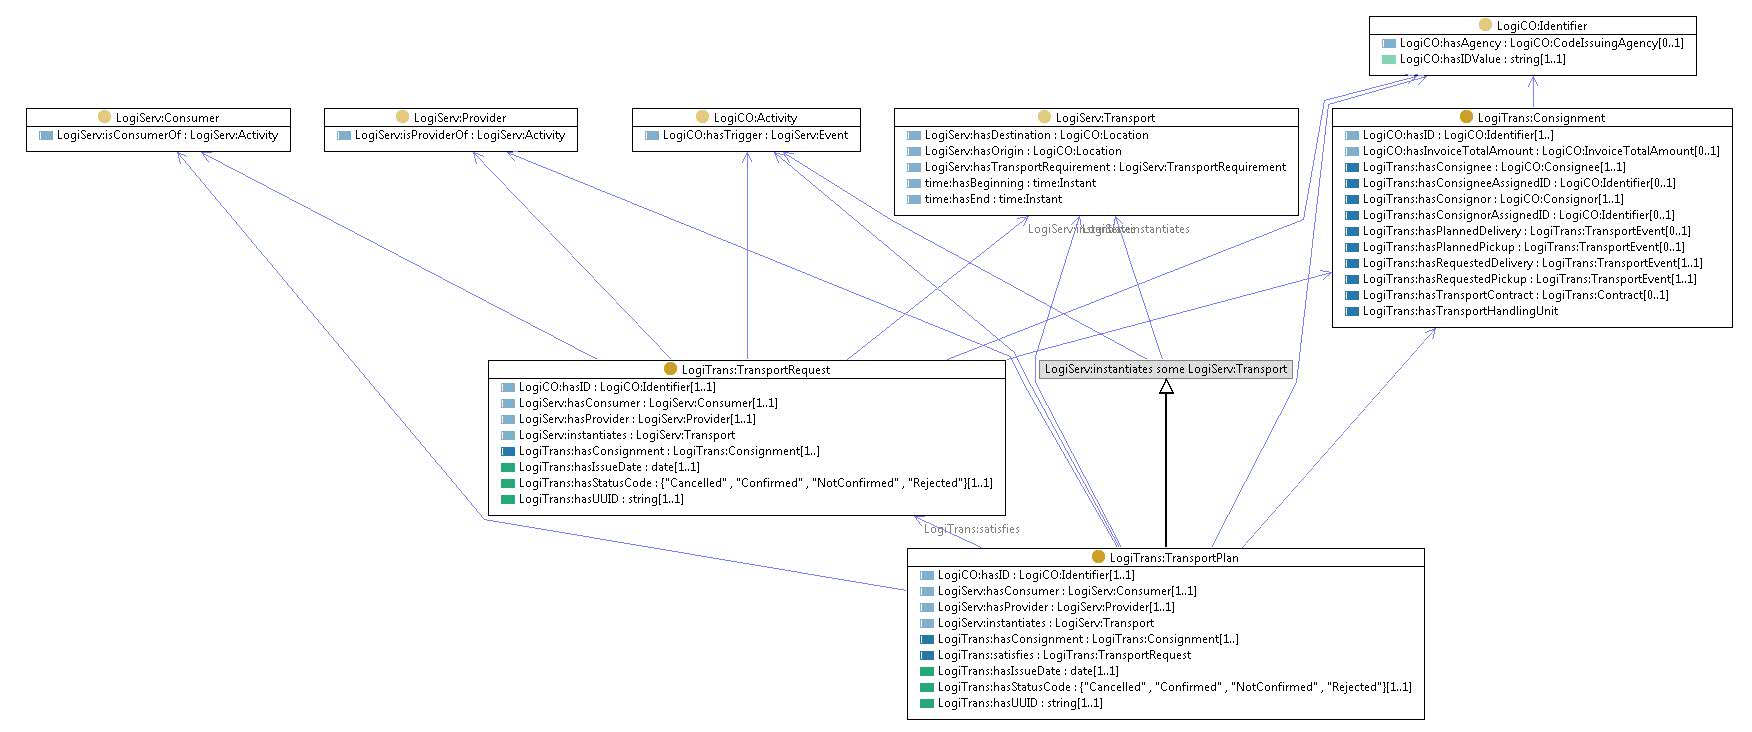 LogiCO:Identifier
LogiCO:hasAgency : LogiCO:CodeIssuingAgency[0..1]
LogiCO:hasIDValue : string[1..1]
LogiServ:Consumer
LogiServ:isConsumerOf : LogiServ:Activity
LogiServ:Provider
LogiServ:isProviderOf : LogiServ:Activity
LogiCO:Activity
LogiCO:hasTrigger : LogiServ:Event
LogiServ:Transport
LogiServ:hasDestination : LogiCO:Location
LogiServ:hasOrigin : LogiCO:Location
LogiServ:hasTransportRequirement : LogiServ:TransportRequirement
time:hasBeginning : time:Instant
time:hasEnd : time:Instant
LogiTrans:Consignment
LogiCO:hasID : LogiCO:Identifier[1..]
LogiCO:hasInvoiceTotalAmount : LogiCO:InvoiceTotalAmount[0..1]
LogiTrans:hasConsignee : LogiCO:Consignee[1..1]
LogiTrans:hasConsigneeAssignedID : LogiCO:Identifier[0..1]
LogiTrans:hasConsignor : LogiCO:Consignor[1..1]
LogiTrans:hasConsignorAssignedID : LogiCO:Identifier[0..1]
LogiTrans:hasPlannedDelivery : LogiTrans:TransportEvent[0..1]
LogiTrans:hasPlannedPickup : LogiTrans:TransportEvent[0..1]
LogiTrans:hasRequestedDelivery : LogiTrans:TransportEvent[1..1]
LogiTrans:hasRequestedPickup : LogiTrans:TransportEvent[1..1]
LogiTrans:hasTransportContract : LogiTrans:Contract[0..1]
LogiTrans:hasTransportHandlingUnit
LogiTrans:TransportRequest
LogiCO:hasID : LogiCO:Identifier[1..1]
LogiServ:hasConsumer : LogiServ:Consumer[1..1]
LogiServ:hasProvider : LogiServ:Provider[1..1]
LogiServ:instantiates : LogiServ:Transport
LogiTrans:hasConsignment : LogiTrans:Consignment[1..]
LogiTrans:hasIssueDate : date[1..1]
LogiTrans:hasStatusCode : {"Cancelled" , "Confirmed" , "NotConfirmed" , "Rejected"}[1..1]
LogiTrans:hasUUID : string[1..1]
LogiServ:instantiates some LogiServ:Transport
LogiTrans:satisfies
LogiTrans:TransportPlan
LogiCO:hasID : LogiCO:Identifier[1..1]
LogiServ:hasConsumer : LogiServ:Consumer[1..1]
LogiServ:hasProvider : LogiServ:Provider[1..1]
LogiServ:instantiates : LogiServ:Transport
LogiTrans:hasConsignment : LogiTrans:Consignment[1..]
LogiTrans:satisfies : LogiTrans:TransportRequest
LogiTrans:hasIssueDate : date[1..1]
LogiTrans:hasStatusCode : {"Cancelled" , "Confirmed" , "NotConfirmed" , "Rejected"}[1..1]
LogiTrans:hasUUID : string[1..1]